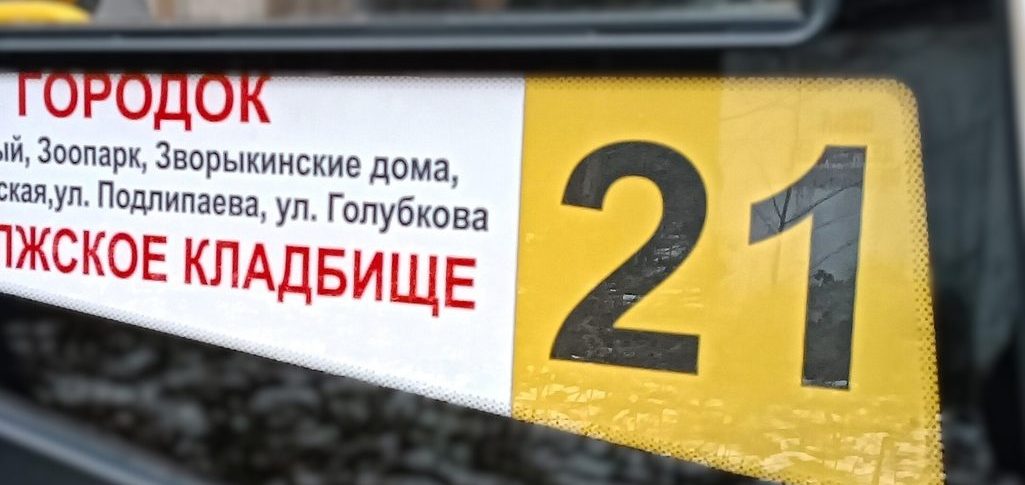 ГОРОДОК
ый, Зоопарк, Зворыкинские дома,
ская,ул. Подлипаева, ул. Голубкова
ЛЖСКОЕ КЛАДБИЩЕ
21